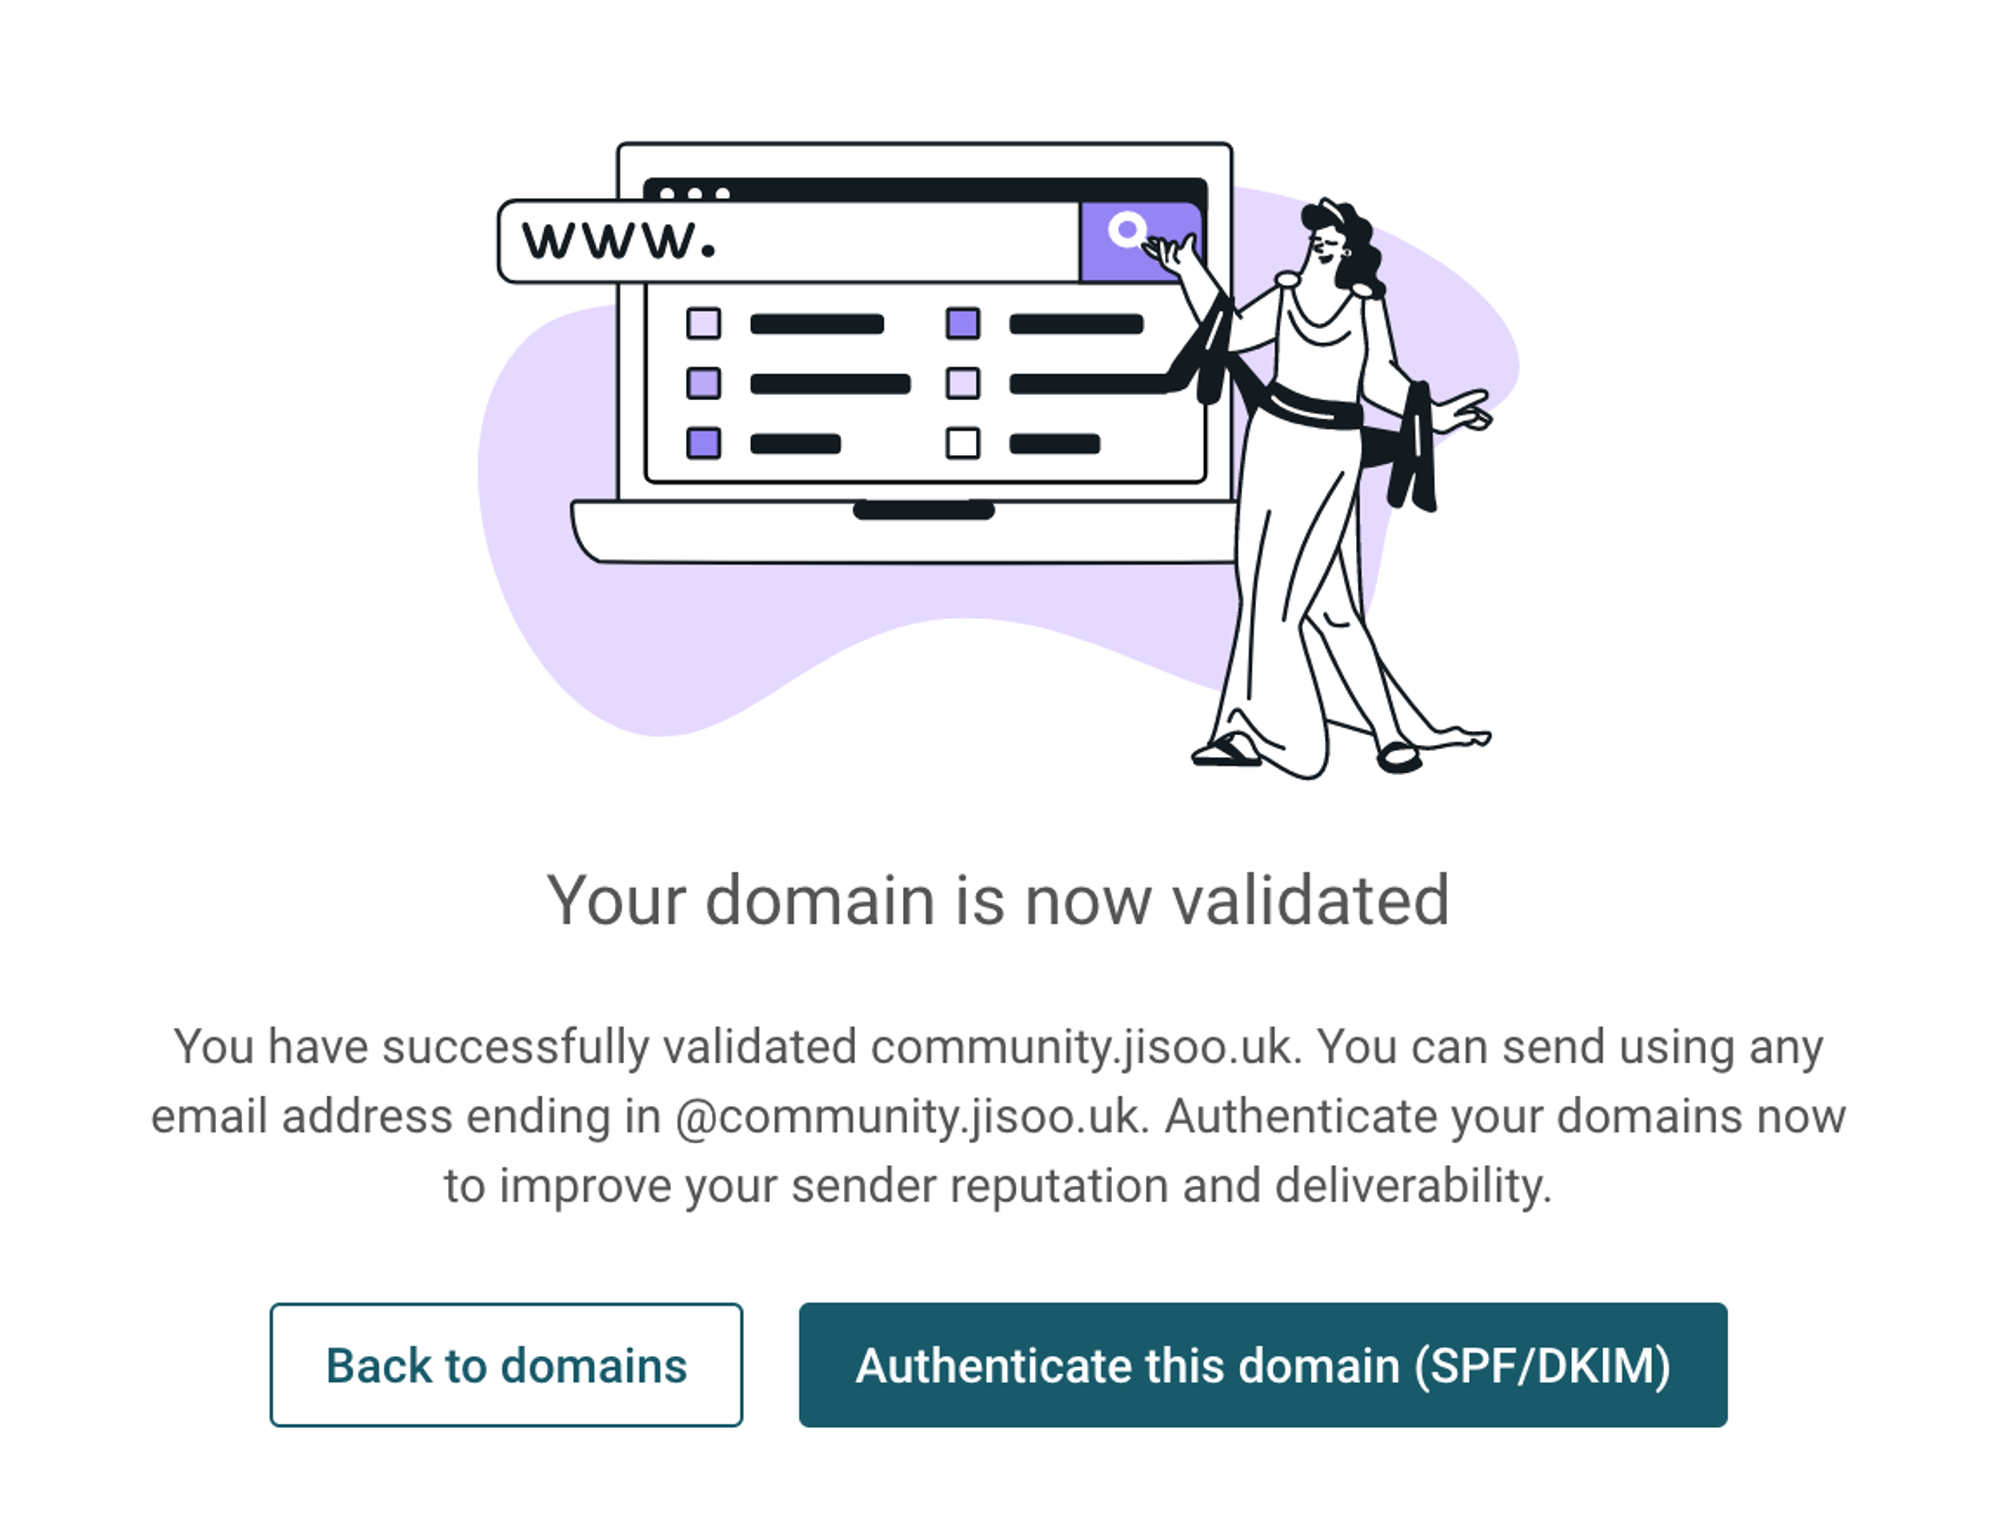 www.
Your domain is now validated
You have successfully validated community.jisoo.uk. You can send using any
email address ending in @community.jisoo.uk. Authenticate your domains now
to improve your sender reputation and deliverability.
Back to domains
Authenticate this domain (SPF/DKIM)